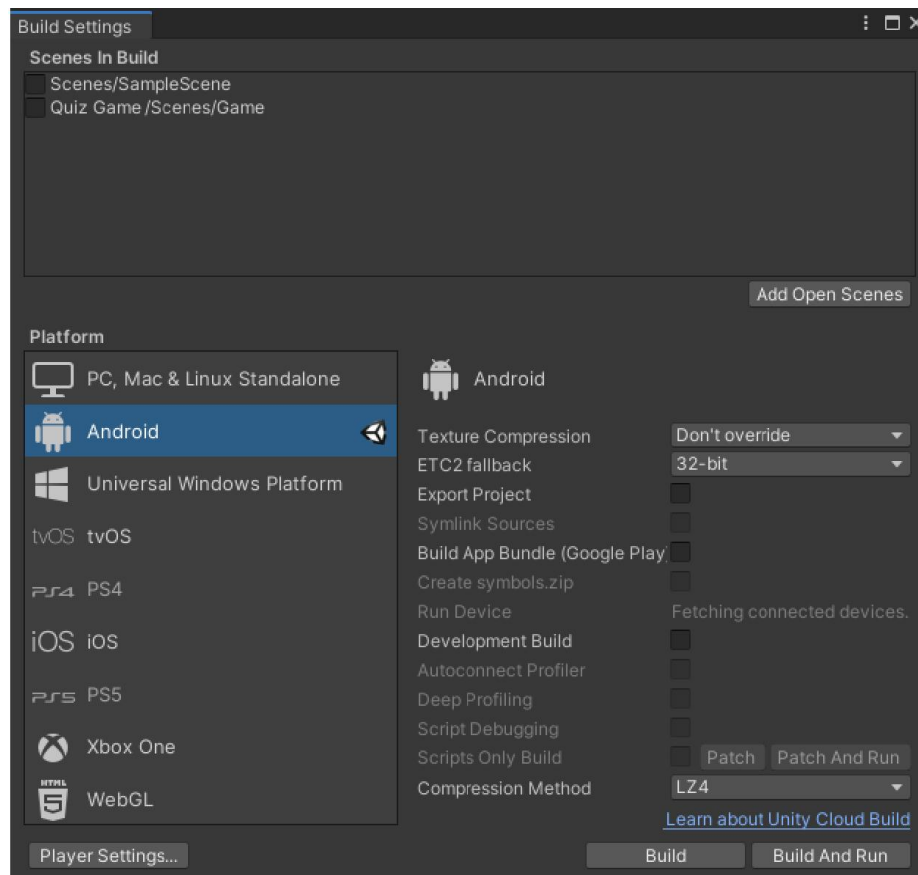 Build Settings
Scenes In Build
Scenes/SampleScene
Quiz Game /Scenes/Game
Add Open Scenes
Platform
PC, Mac & Linux Standalone
Android
Universal Windows Platform
tvOS tvOS
PS4 PS4
iOS iOS
PS5 PS5
Xbox One
HTML 5 WebGL
Android
Texture Compression Don't override
ETC2 fallback 32-bit
Export Project
Symlink Sources
Build App Bundle (Google Play)
Create symbols.zip
Run Device Fetching connected devices.
Development Build
Autoconnect Profiler
Deep Profiling
Script Debugging
Scripts Only Build Patch Patch And Run
Compression Method LZ4
Learn about Unity Cloud Build
Player Settings... Build Build And Run